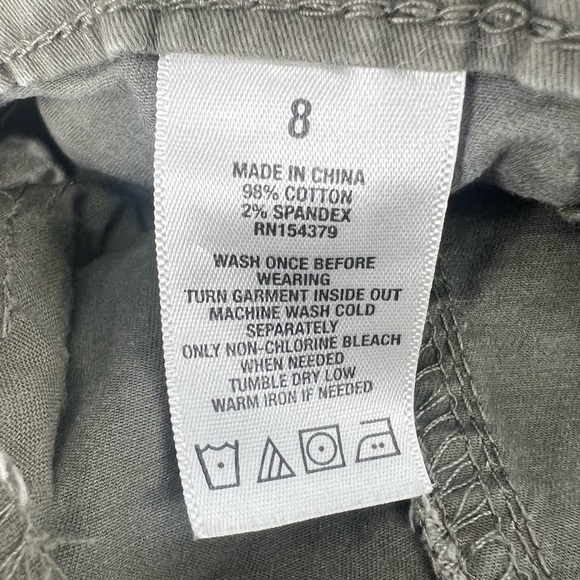 8
MADE IN CHINA
98% COTTON
2% SPANDEX
RN154379
WASH ONCE BEFORE
WEARING
TURN GARMENT INSIDE OUT
MACHINE WASH COLD
SEPARATELY
ONLY NON-CHLORINE BLEACH
WHEN NEEDED
TUMBLE DRY LOW
WARM IRON IF NEEDED